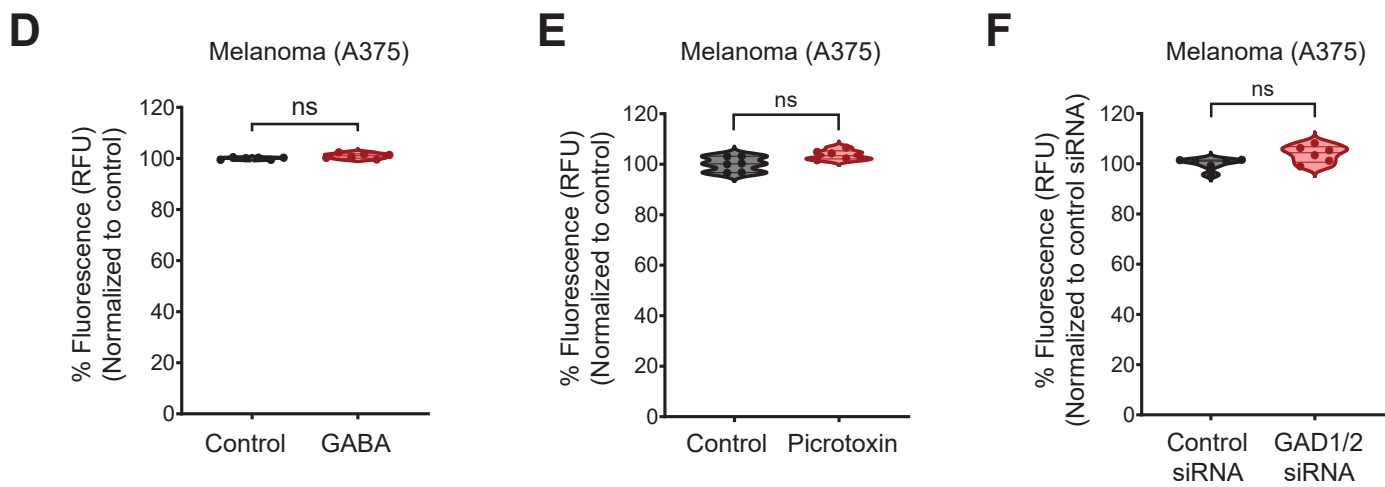 D
Melanoma (A375)
% Fluorescence (RFU)
(Normalized to control)
120
100
80
60
40
20
0
ns
Control
GABA
E
Melanoma (A375)
% Fluorescence (RFU)
(Normalized to control)
120
100
80
60
40
20
0
ns
Control
Picrotoxin
F
Melanoma (A375)
% Fluorescence (RFU)
(Normalized to control siRNA)
120
100
80
60
40
20
0
ns
Control
siRNA
GAD1/2
siRNA